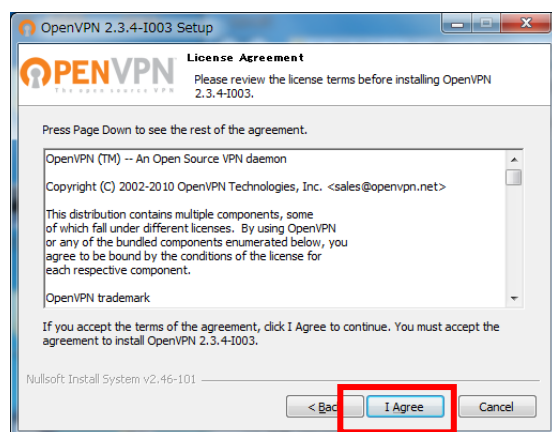 OpenVPN 2.3.4-I003 Setup
OPENVPN
The open source VPN
License Agreement
Please review the license terms before installing OpenVPN
2.3.4-I003.
Press Page Down to see the rest of the agreement.
OpenVPN (TM) -- An Open Source VPN daemon
Copyright (C) 2002-2010 OpenVPN Technologies, Inc. <sales@openvpn.net>
This distribution contains multiple components, some
of which fall under different licenses.  By using OpenVPN
or any of the bundled components enumerated below, you
agree to be bound by the conditions of the license for
each respective component.
OpenVPN trademark
If you accept the terms of the agreement, click I Agree to continue. You must accept the
agreement to install OpenVPN 2.3.4-I003.
Nullsoft Install System v2.46-101
I Agree
Cancel